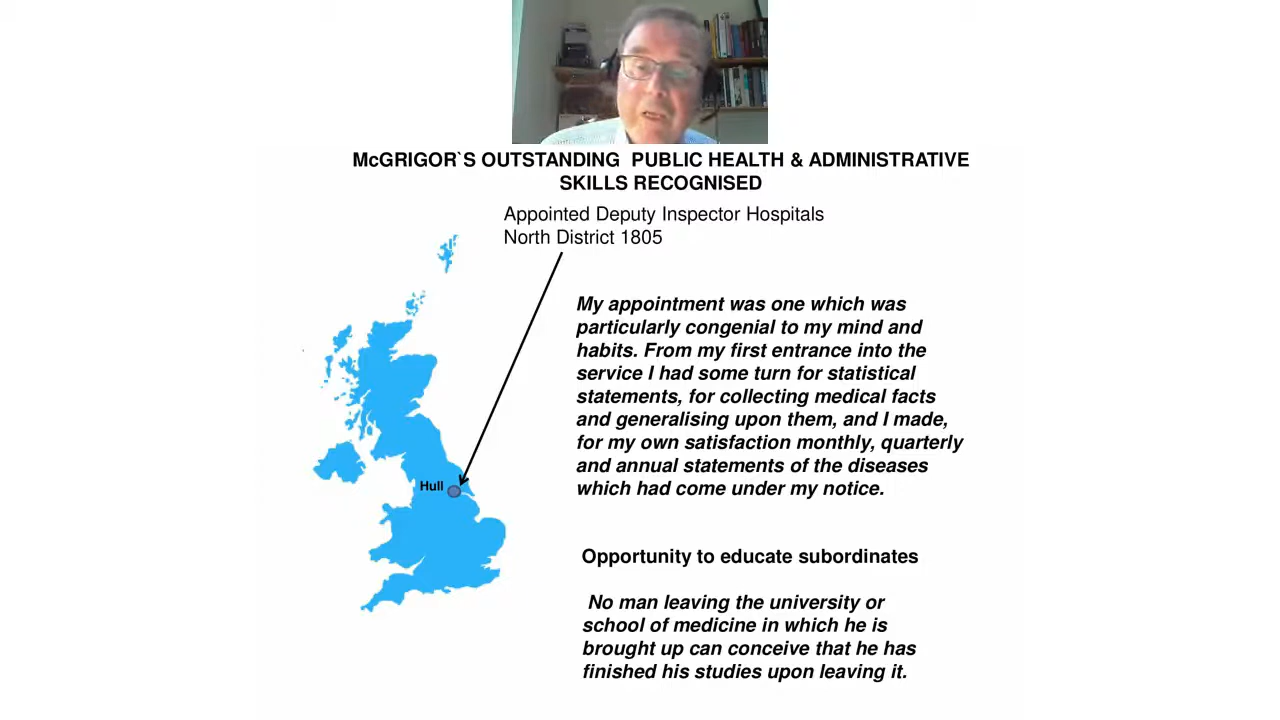 McGRIGOR`S OUTSTANDING PUBLIC HEALTH & ADMINISTRATIVE
SKILLS RECOGNISED
Appointed Deputy Inspector Hospitals
North District 1805
My appointment was one which was
particularly congenial to my mind and
habits. From my first entrance into the
service I had some turn for statistical
statements, for collecting medical facts
and generalising upon them, and I made,
for my own satisfaction monthly, quarterly
and annual statements of the diseases
which had come under my notice.
Hull
Opportunity to educate subordinates
No man leaving the university or
school of medicine in which he is
brought up can conceive that he has
finished his studies upon leaving it.